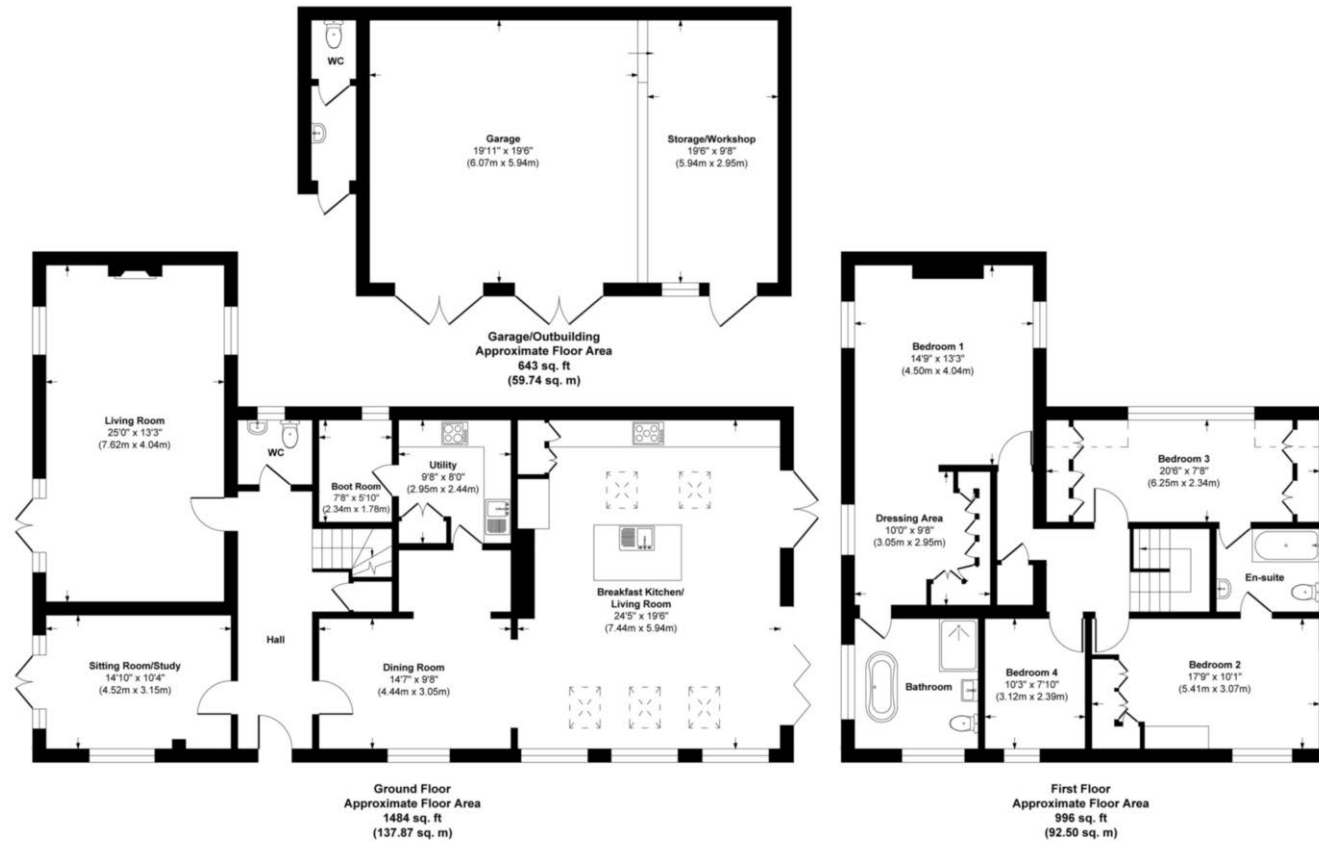 WC
Garage
19'11" x 19'6"
(6.07m x 5.94m)
Storage/Workshop
19'6" x 9'8"
(5.94m x 2.95m)
Garage/Outbuilding
Approximate Floor Area
643 sq. ft
(59.74 sq. m)
Living Room
25'0" x 13'3"
(7.62m x 4.04m)
WC
Boot Room
7'8" x 5'10"
(2.34m x 1.78m)
Utility
9'8" x 8'0"
(2.95m x 2.44m)
Breakfast Kitchen/
Living Room
24'5" x 19'6"
(7.44m x 5.94m)
Hall
Sitting Room/Study
14'10" x 10'4"
(4.52m x 3.15m)
Dining Room
14'7" x 9'8"
(4.44m x 3.05m)
Ground Floor
Approximate Floor Area
1484 sq. ft
(137.87 sq. m)
Bedroom 1
14'9" x 13'3"
(4.50m x 4.04m)
Bedroom 3
20'6" x 7'8"
(6.25m x 2.34m)
Dressing Area
10'0" x 9'8"
(3.05m x 2.95m)
En-suite
Bathroom
Bedroom 4
10'3" x 7'10"
(3.12m x 2.39m)
Bedroom 2
17'9" x 10'1"
(5.41m x 3.07m)
First Floor
Approximate Floor Area
996 sq. ft
(92.50 sq. m)